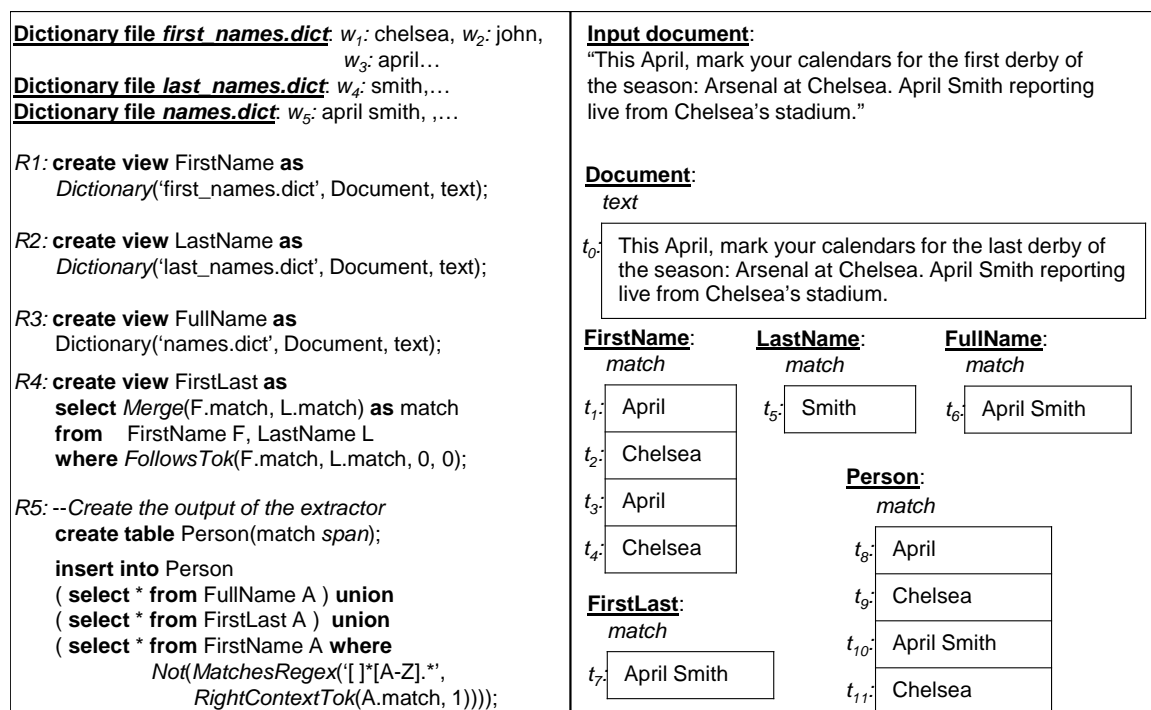 Dictionary file first_names.dict: w1: chelsea, w2: john,
w3: april…
Dictionary file last_names.dict: w4: smith,…
Dictionary file names.dict: w5: april smith, ,…
R1: create view FirstName as
Dictionary(‘first_names.dict’, Document, text);
R2: create view LastName as
Dictionary(‘last_names.dict’, Document, text);
R3: create view FullName as
Dictionary(‘names.dict’, Document, text);
R4: create view FirstLast as
select Merge(F.match, L.match) as match
from FirstName F, LastName L
where FollowsTok(F.match, L.match, 0, 0);
R5: --Create the output of the extractor
create table Person(match span);
insert into Person
( select * from FullName A ) union
( select * from FirstLast A ) union
( select * from FirstName A where
Not(MatchesRegex(‘[ ]*[A-Z].*’,
RightContextTok(A.match, 1))));
Input document:
“This April, mark your calendars for the first derby of
the season: Arsenal at Chelsea. April Smith reporting
live from Chelsea’s stadium.”
Document:
text
t0: This April, mark your calendars for the last derby of
the season: Arsenal at Chelsea. April Smith reporting
live from Chelsea’s stadium.
FirstName:
match
t1: April
t2: Chelsea
t3: April
t4: Chelsea
LastName:
match
t5: Smith
FullName:
match
t6: April Smith
FirstLast:
match
t7: April Smith
Person:
match
t8: April
t9: Chelsea
t10: April Smith
t11: Chelsea